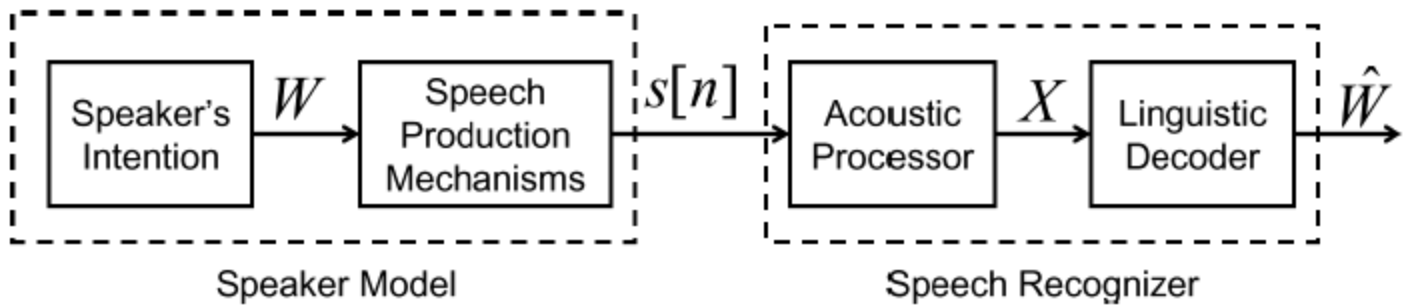 Speaker's
Intention
W
Speech
Production
Mechanisms
s[n]
Acoustic
Processor
X
Linguistic
Decoder
Ŵ
Speaker Model
Speech Recognizer